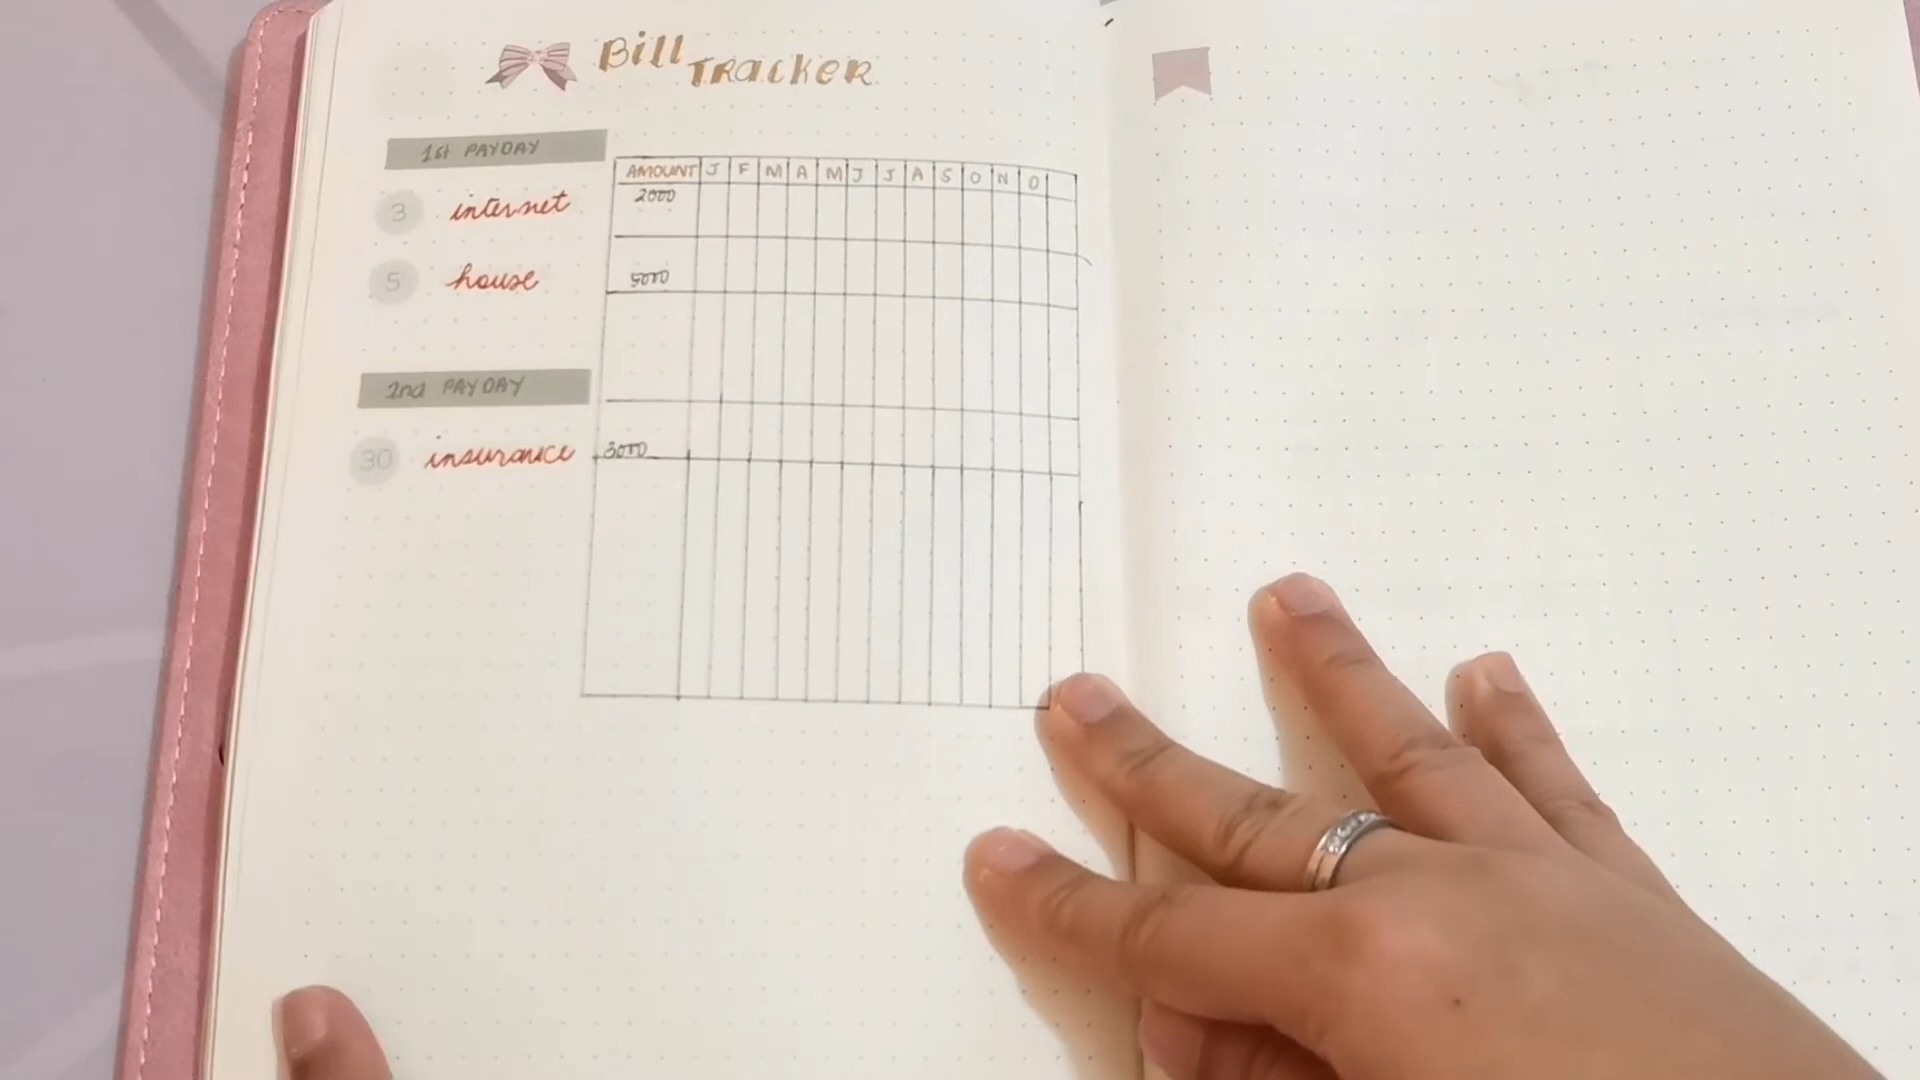 Bill
TRACKER
1st PAYDAY
AMOUNT J F M A M J J A S O N D
3 internet 2000
5 house 5000
2nd PAYDAY
30 insurance 3000